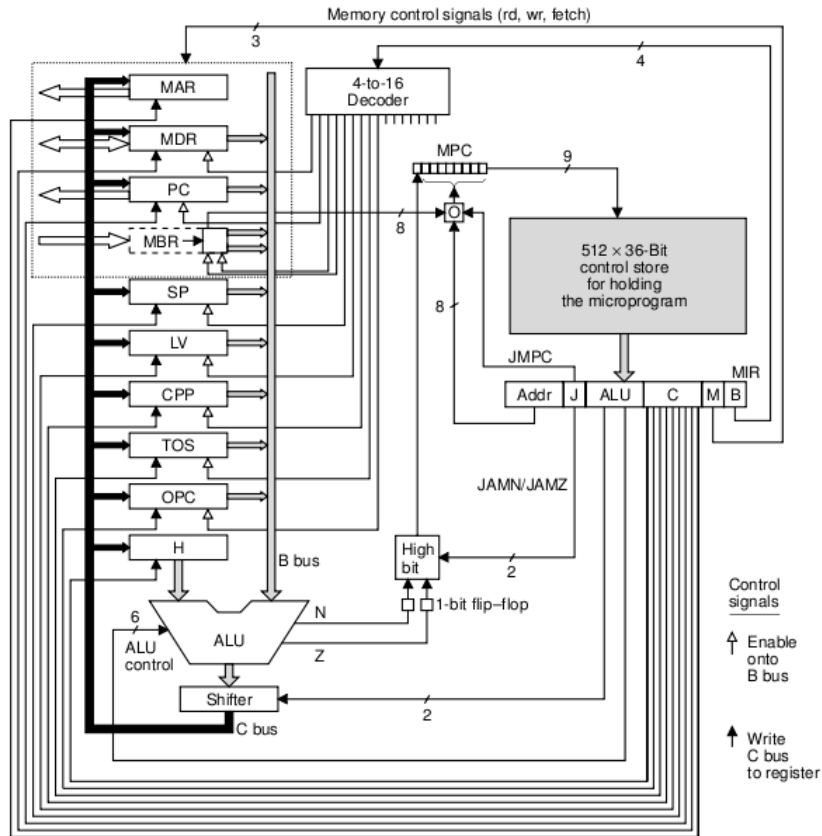 Memory control signals (rd, wr, fetch)
3
4
4-to-16
Decoder
MAR
MDR
PC
MBR
SP
LV
CPP
TOS
OPC
H
B bus
MPC
9
8
O
8
JMPC
512 × 36-Bit
control store
for holding
the microprogram
MIR
Addr
J
ALU
C
M
B
JAMN/JAMZ
2
High
bit
1-bit flip–flop
N
Z
6
ALU
control
ALU
Shifter
C bus
2
Control
signals
Enable
onto
B bus
Write
C bus
to register